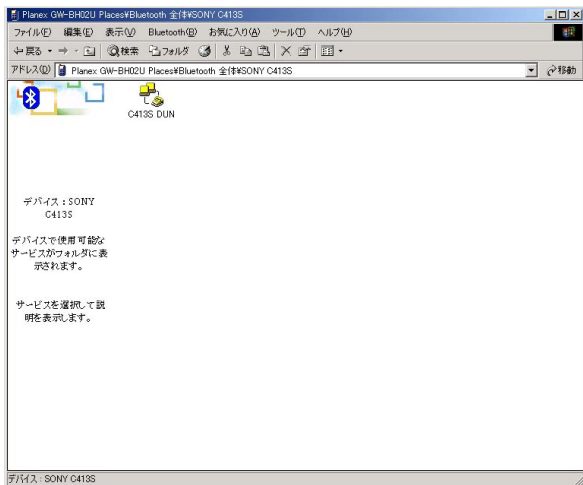 Planex GW-BH02U Places¥Bluetooth 全体¥SONY C413S
ファイル(F) 編集(E) 表示(V) Bluetooth(B) お気に入り(A) ツール(T) ヘルプ(H)
戻る 検索 フォルダ
アドレス(D) Planex GW-BH02U Places¥Bluetooth 全体¥SONY C413S 移動
C413S DUN
デバイス : SONY
C413S
デバイスで使用可能な
サービスがフォルダに表
示されます。
サービスを選択して説
明を表示します。
デバイス : SONY C413S